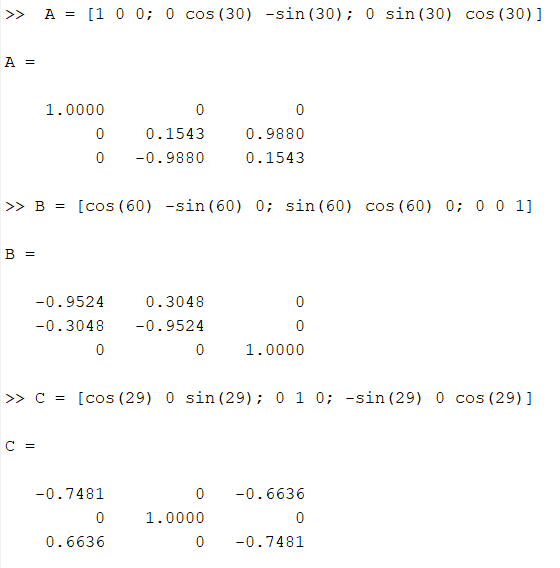 >>  A = [1 0 0; 0 cos(30) -sin(30); 0 sin(30) cos(30)]
A =
1.0000 0 0
0 0.1543 0.9880
0 -0.9880 0.1543
>> B = [cos(60) -sin(60) 0; sin(60) cos(60) 0; 0 0 1]
B =
-0.9524 0.3048 0
-0.3048 -0.9524 0
0 0 1.0000
>> C = [cos(29) 0 sin(29); 0 1 0; -sin(29) 0 cos(29)]
C =
-0.7481 0 -0.6636
0 1.0000 0
0.6636 0 -0.7481